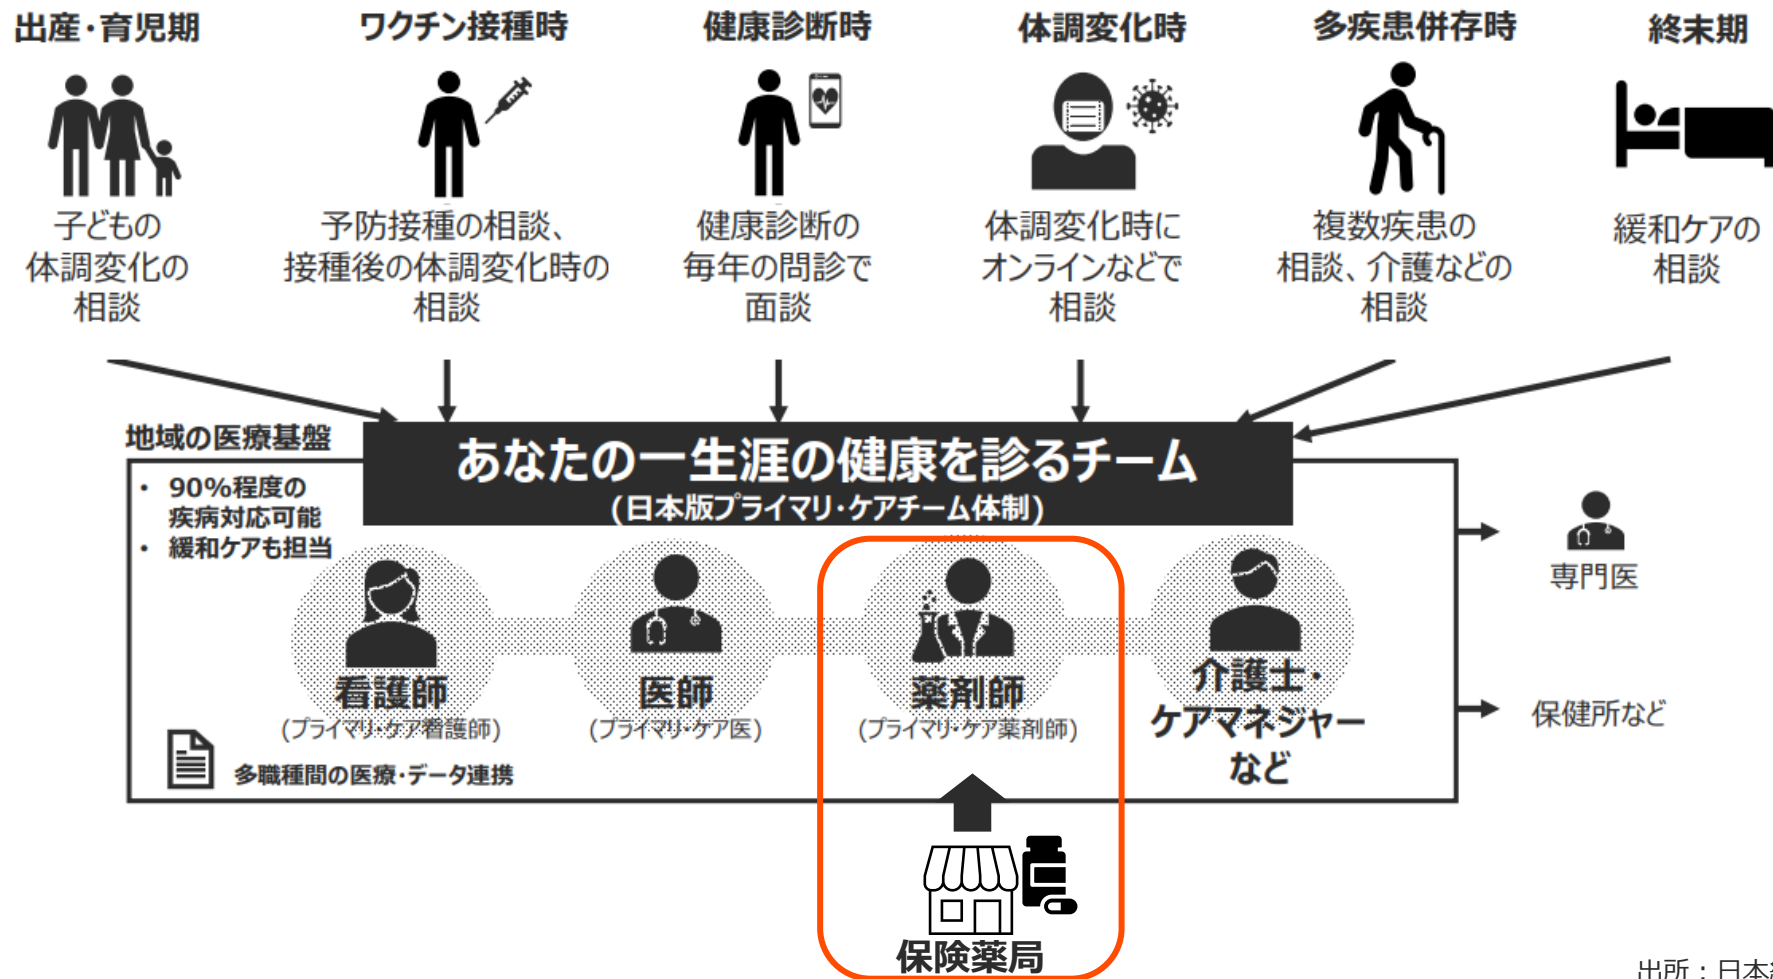 出産・育児期
ワクチン接種時
健康診断時
体調変化時
多疾患併存時
終末期
子どもの
体調変化の
相談
予防接種の相談、
接種後の体調変化時の
相談
健康診断の
毎年の問診で
面談
体調変化時に
オンラインなどで
相談
複数疾患の
相談、介護などの
相談
緩和ケアの
相談
地域の医療基盤
・ 90%程度の
疾病対応可能
・ 緩和ケアも担当
あなたの一生涯の健康を診るチーム
(日本版プライマリ・ケアチーム体制)
看護師
(プライマリ・ケア看護師)
医師
(プライマリ・ケア医)
薬剤師
(プライマリ・ケア薬剤師)
介護士・
ケアマネジャー
など
多職種間の医療・データ連携
専門医
保健所など
保険薬局
出所：日本